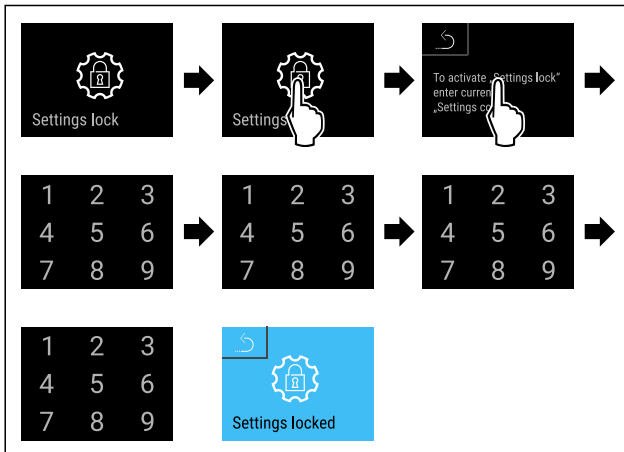 Settings lock
Settings
To activate „Settings lock“
enter curren
„Settings co
1 2 3
4 5 6
7 8 9
1 2 3
4 5 6
7 8 9
1 2 3
4 5 6
7 8 9
1 2 3
4 5 6
7 8 9
Settings locked